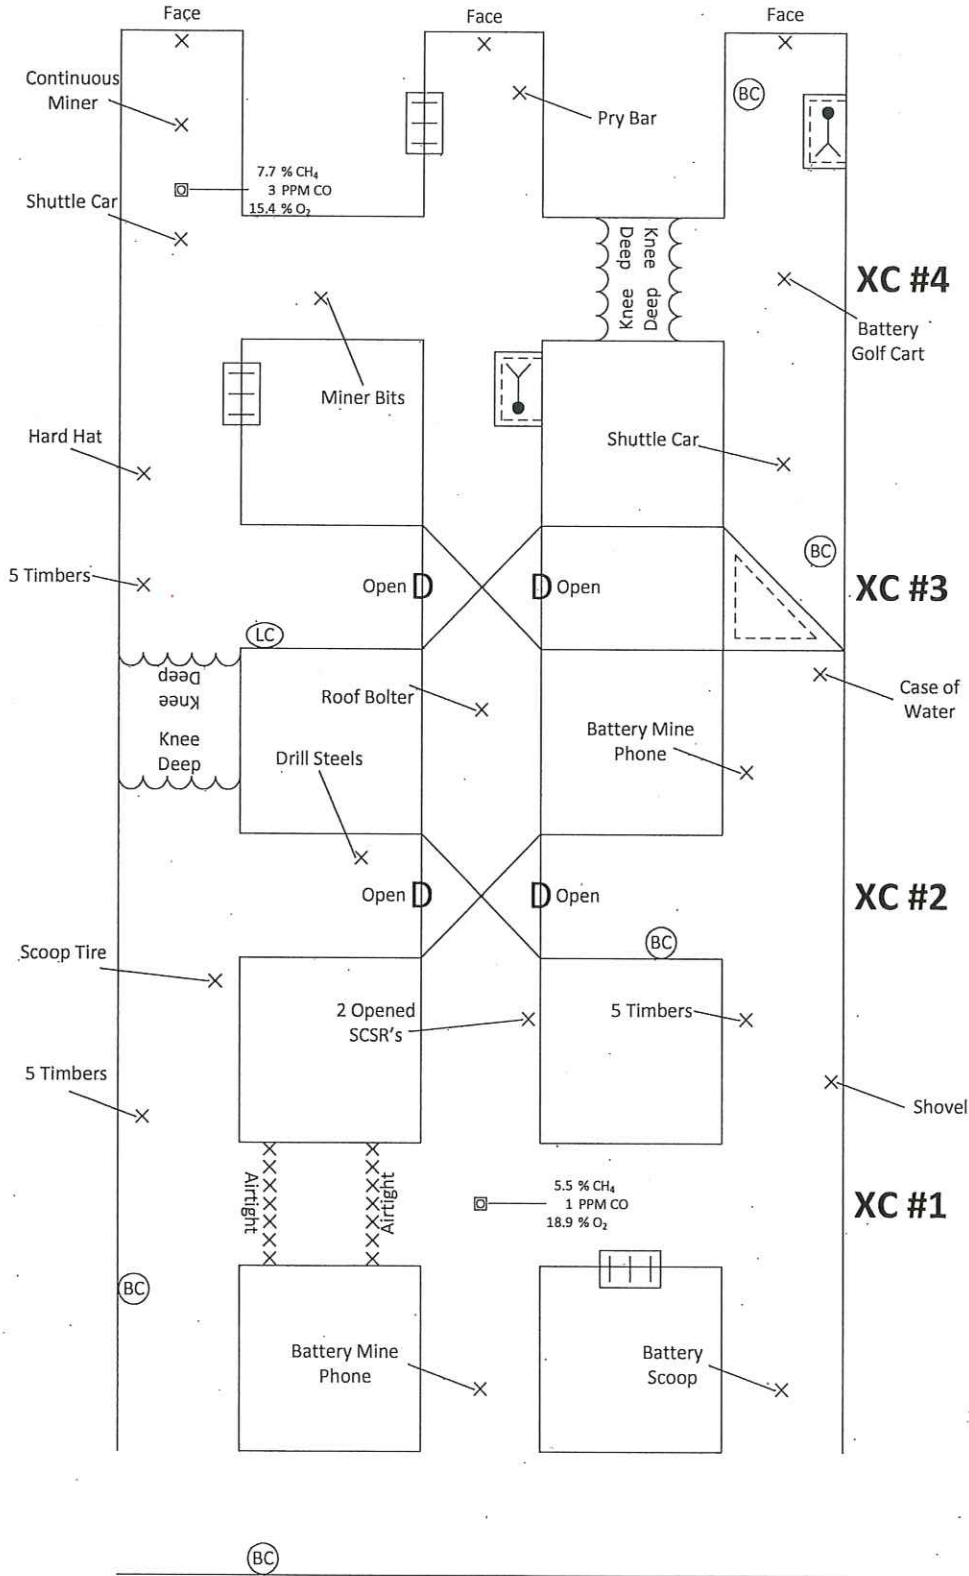 Face
Face
Face
Continuous
Miner
BC
Pry Bar
7.7 % CH₄
3 PPM CO
15.4 % O₂
Shuttle Car
Knee Deep
Knee Deep
XC #4
Battery
Golf Cart
Miner Bits
Hard Hat
Shuttle Car
BC
5 Timbers
Open D
D Open
XC #3
LC
Knee
Deep
Knee
Deep
Roof Bolter
Case of
Water
Battery Mine
Phone
Drill Steels
Open D
D Open
XC #2
BC
Scoop Tire
2 Opened
SCSR's
5 Timbers
5 Timbers
Shovel
Airtight
Airtight
5.5 % CH₄
1 PPM CO
18.9 % O₂
XC #1
BC
Battery Mine
Phone
Battery
Scoop
BC